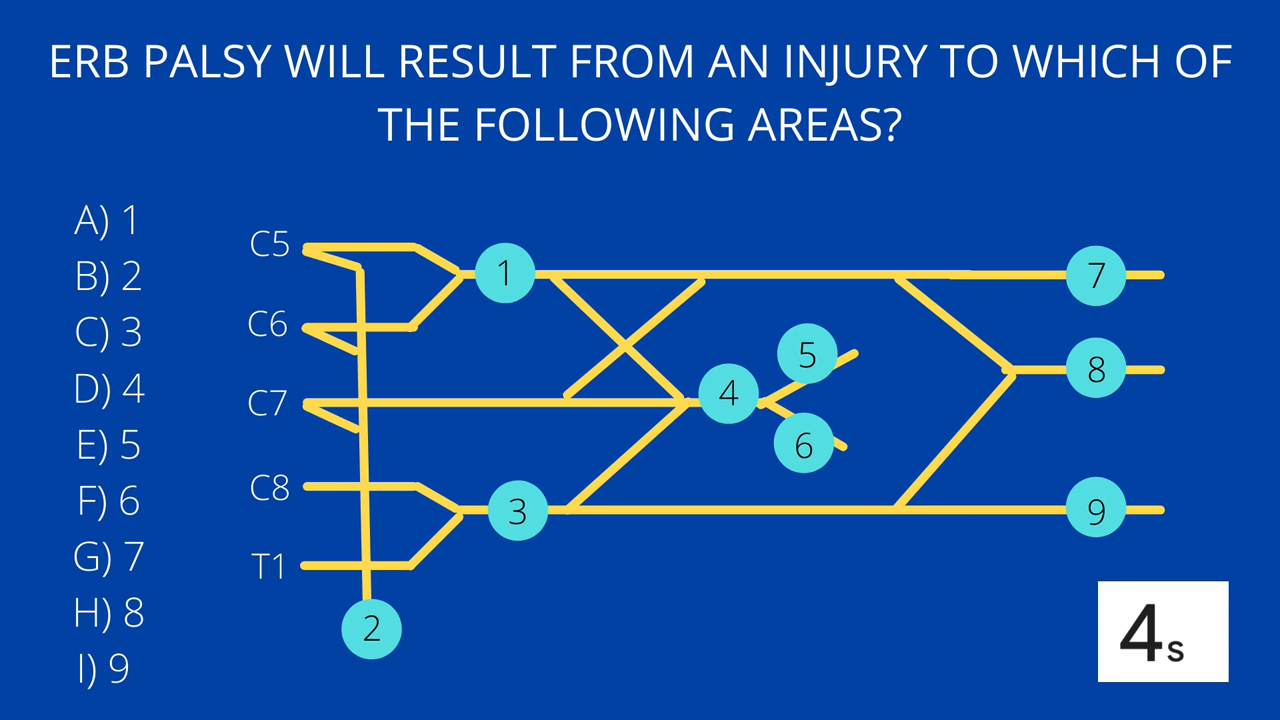 ERB PALSY WILL RESULT FROM AN INJURY TO WHICH OF
THE FOLLOWING AREAS?
A) 1
B) 2
C) 3
D) 4
E) 5
F) 6
G) 7
H) 8
I) 9
C5
C6
C7
C8
T1
1
2
3
4
5
6
7
8
9
4s